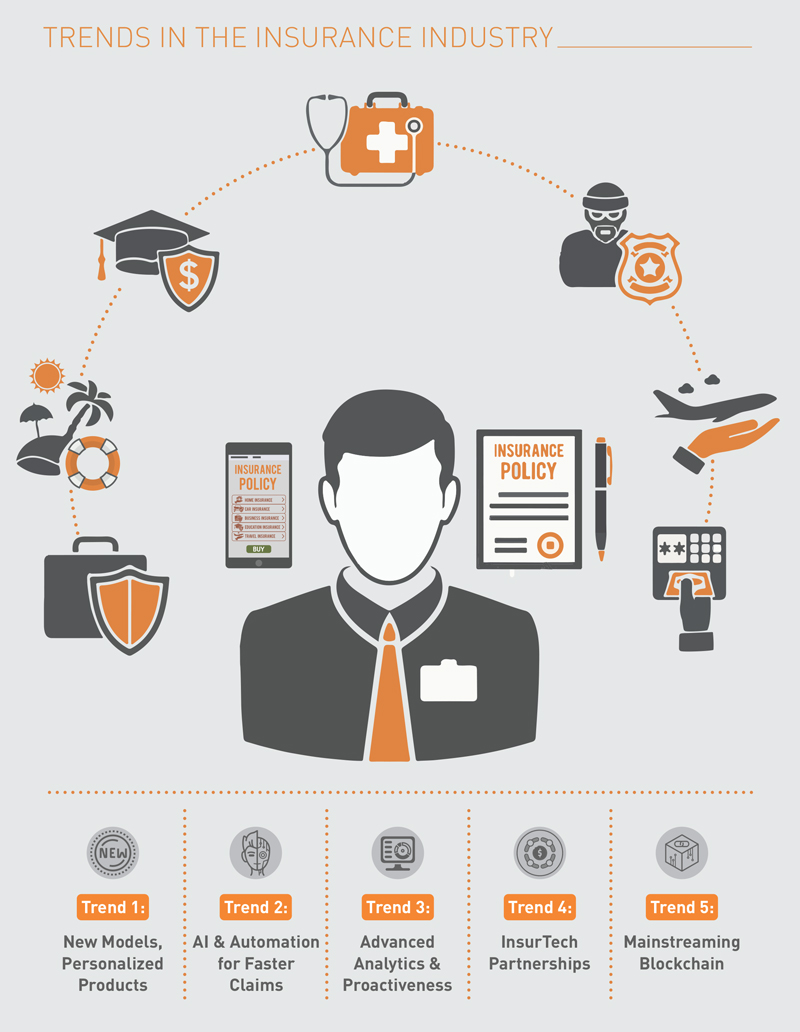 TRENDS IN THE INSURANCE INDUSTRY
$
INSURANCE
POLICY
HOME INSURANCE
CAR INSURANCE
BUSINESS INSURANCE
EDUCATION INSURANCE
TRAVEL INSURANCE
BUY
INSURANCE
POLICY
**
NEW
$
Trend 1:
New Models,
Personalized
Products
Trend 2:
AI & Automation
for Faster
Claims
Trend 3:
Advanced
Analytics &
Proactiveness
Trend 4:
InsurTech
Partnerships
Trend 5:
Mainstreaming
Blockchain